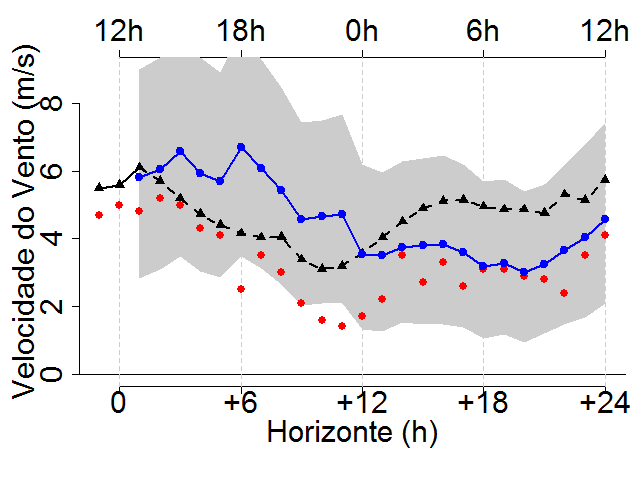 12h 18h 0h 6h 12h
Velocidade do Vento (m/s)
8
6
4
2
0
0 +6 +12 +18 +24
Horizonte (h)